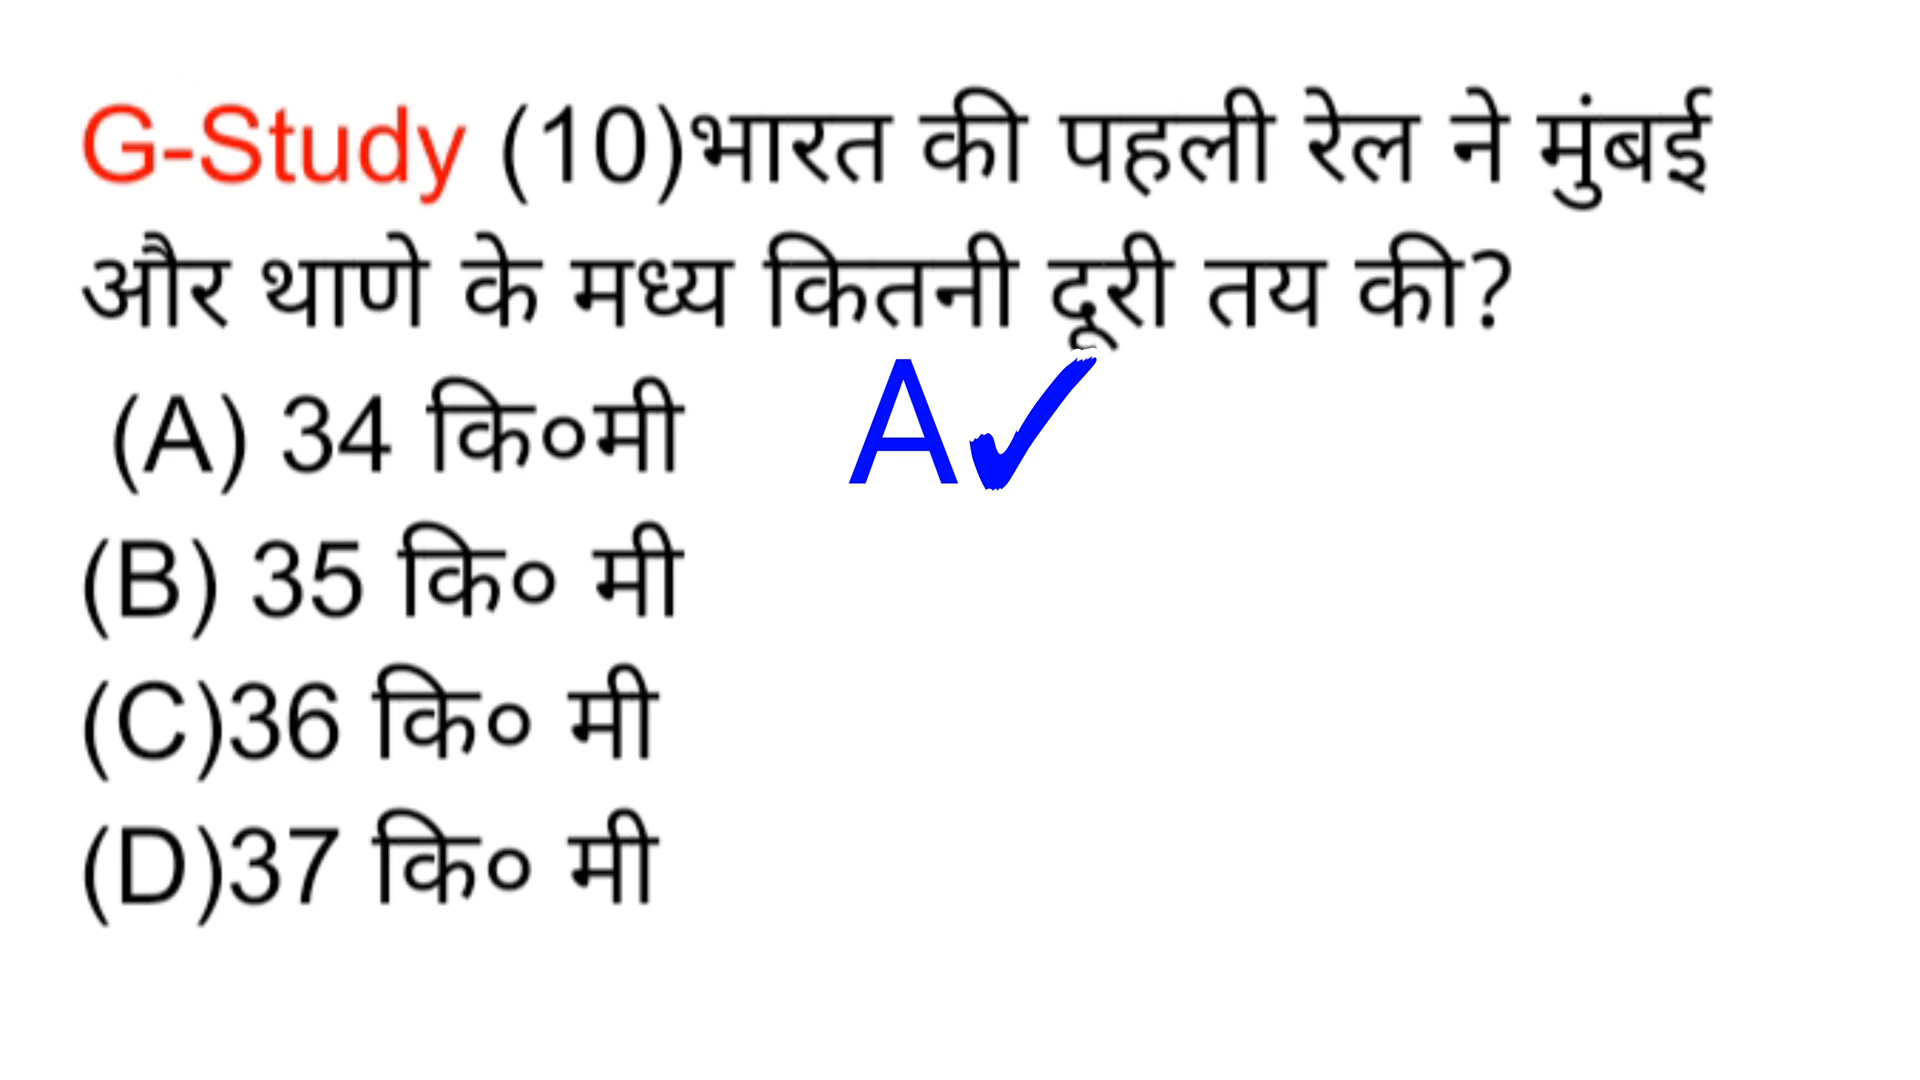 G-Study (10)भारत की पहली रेल ने मुंबई
और थाणे के मध्य कितनी दूरी तय की?
(A) 34 कि०मी
A✓
(B) 35 कि० मी
(C)36 कि० मी
(D)37 कि० मी